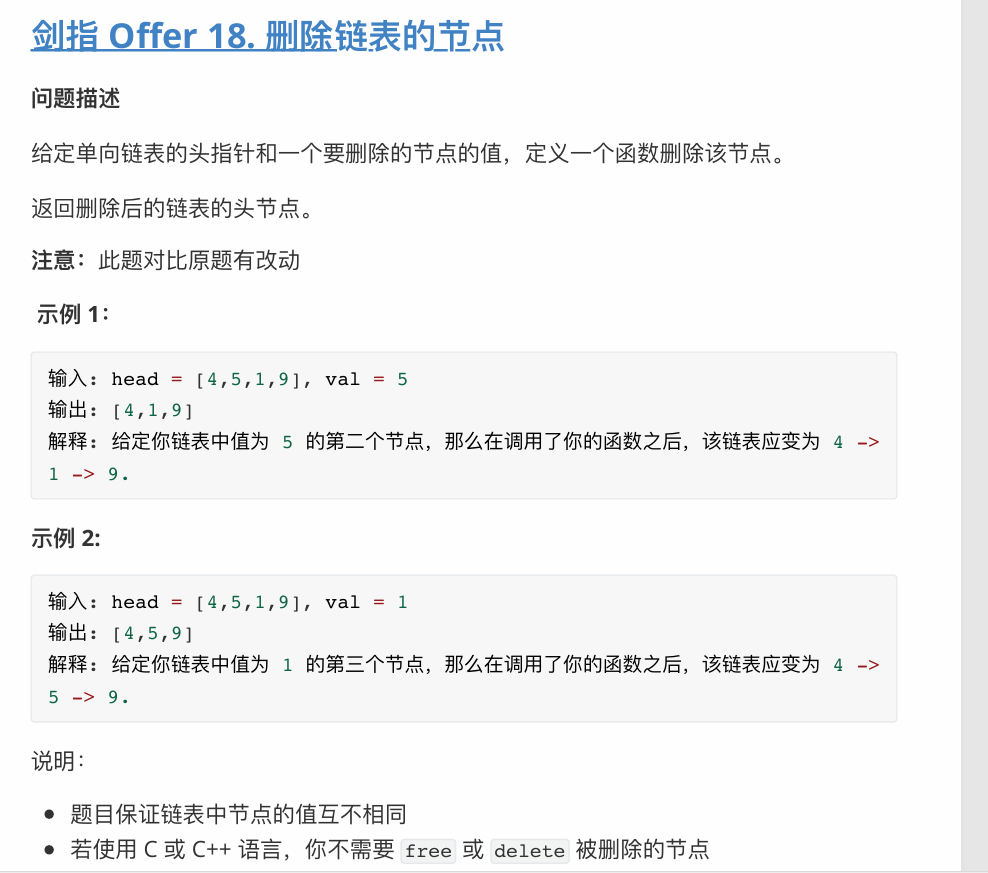 剑指 Offer 18. 删除链表的节点
问题描述
给定单向链表的头指针和一个要删除的节点的值，定义一个函数删除该节点。
返回删除后的链表的头节点。
注意：此题对比原题有改动
示例 1：
输入: head = [4,5,1,9], val = 5
输出: [4,1,9]
解释: 给定你链表中值为 5 的第二个节点，那么在调用了你的函数之后，该链表应变为 4 ->
1 -> 9.
示例 2:
输入: head = [4,5,1,9], val = 1
输出: [4,5,9]
解释: 给定你链表中值为 1 的第三个节点，那么在调用了你的函数之后，该链表应变为 4 ->
5 -> 9.
说明：
• 题目保证链表中节点的值互不相同
• 若使用 C 或 C++ 语言，你不需要 free 或 delete 被删除的节点